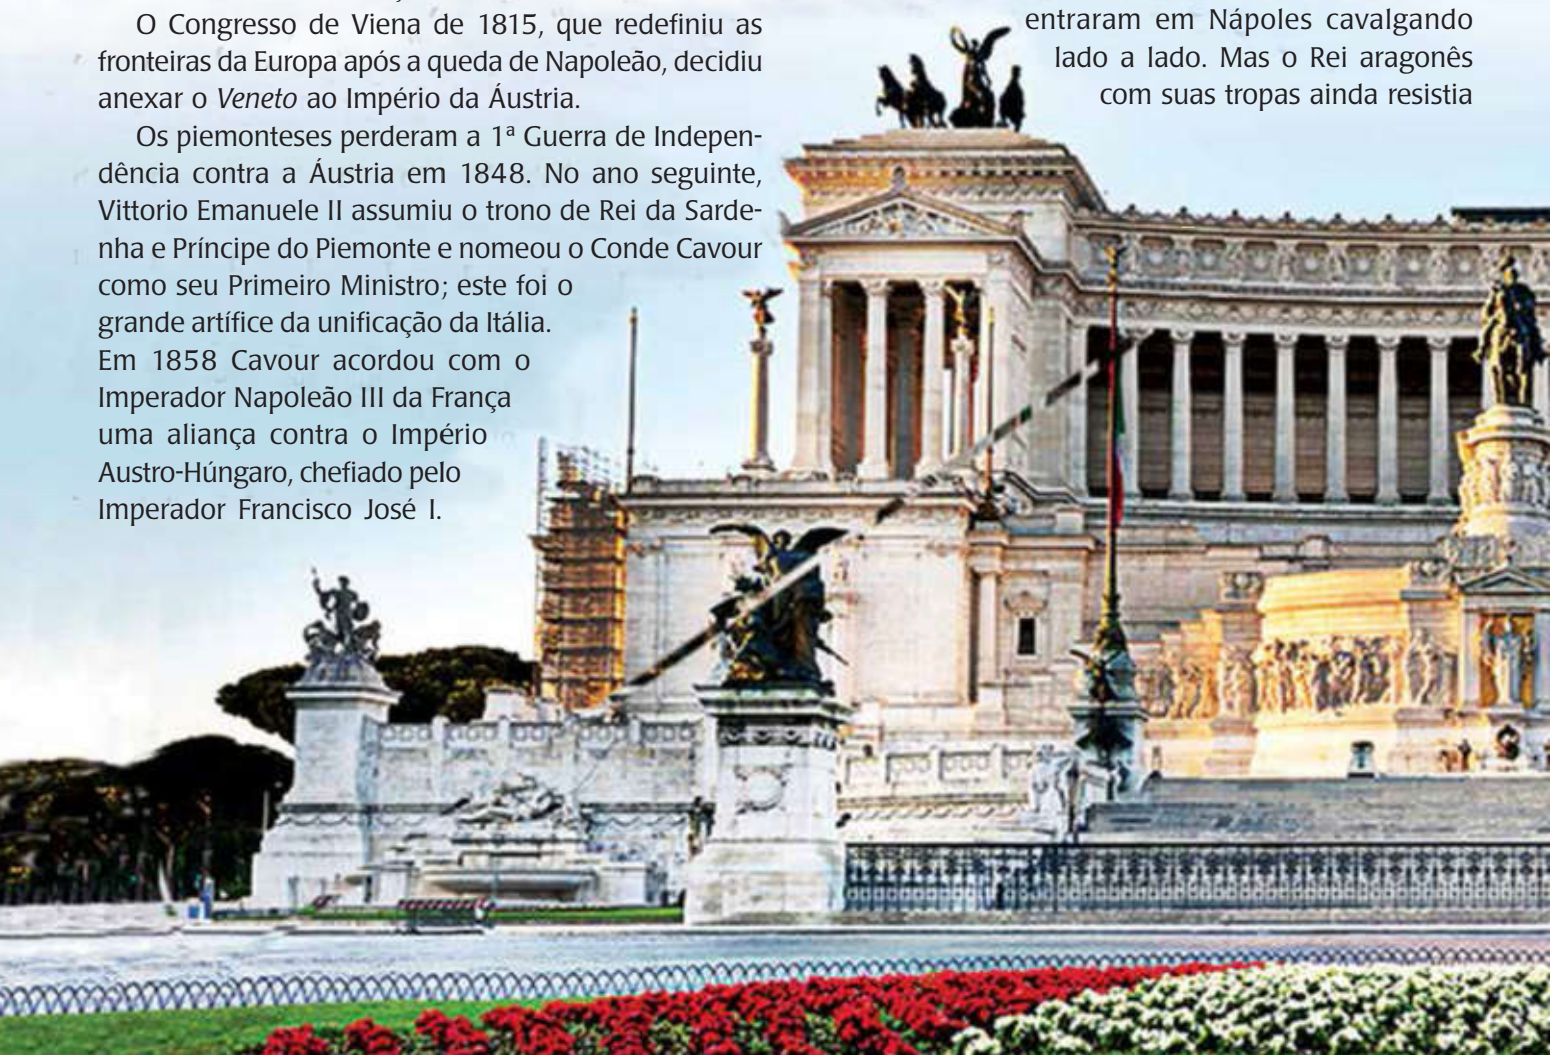 O Congresso de Viena de 1815, que redefiniu as
fronteiras da Europa após a queda de Napoleão, decidiu
anexar o Veneto ao Império da Áustria.
Os piemonteses perderam a 1ª Guerra de Indepen-
dência contra a Áustria em 1848. No ano seguinte,
Vittorio Emanuele II assumiu o trono de Rei da Sarde-
nha e Príncipe do Piemonte e nomeou o Conde Cavour
como seu Primeiro Ministro; este foi o
grande artífice da unificação da Itália.
Em 1858 Cavour acordou com o
Imperador Napoleão III da França
uma aliança contra o Império
Austro-Húngaro, chefiado pelo
Imperador Francisco José I.
entraram em Nápoles cavalgando
lado a lado. Mas o Rei aragonês
com suas tropas ainda resistia